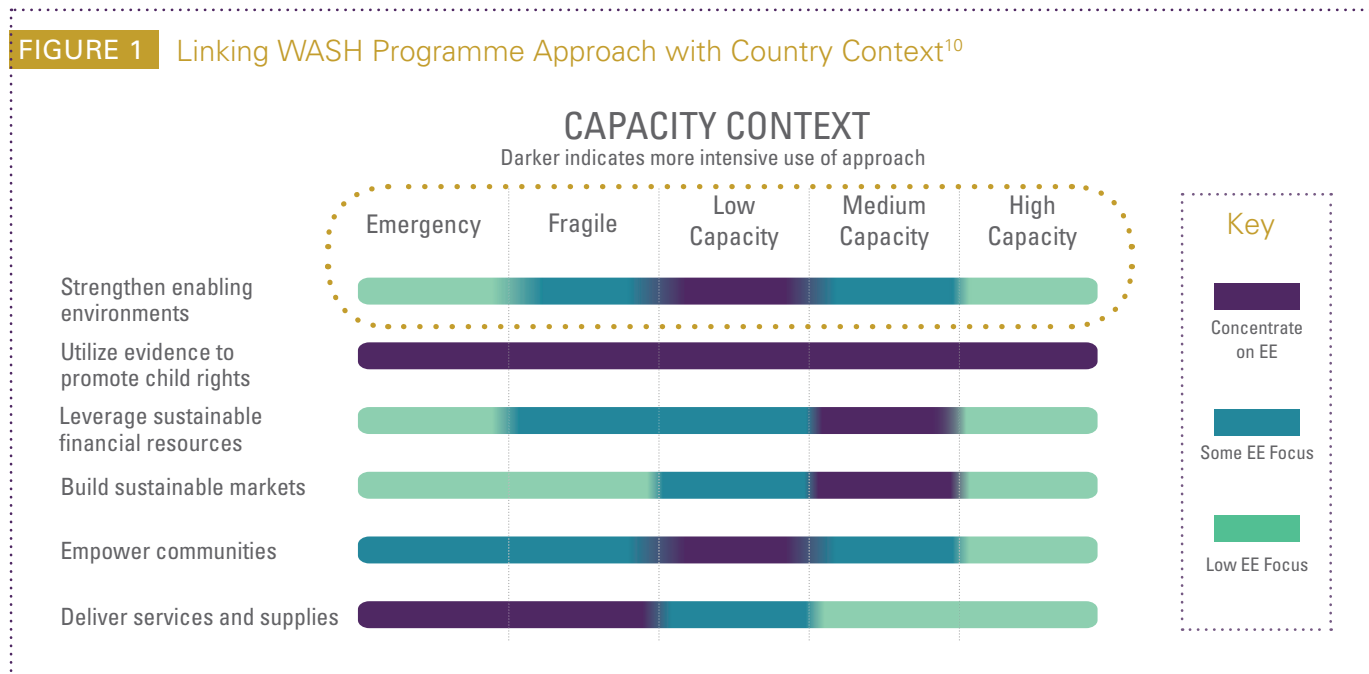 FIGURE 1 Linking WASH Programme Approach with Country Context¹⁰
CAPACITY CONTEXT
Darker indicates more intensive use of approach
Emergency
Fragile
Low
Capacity
Medium
Capacity
High
Capacity
Strengthen enabling
environments
Utilize evidence to
promote child rights
Leverage sustainable
financial resources
Build sustainable markets
Empower communities
Deliver services and supplies
Key
Concentrate
on EE
Some EE Focus
Low EE Focus